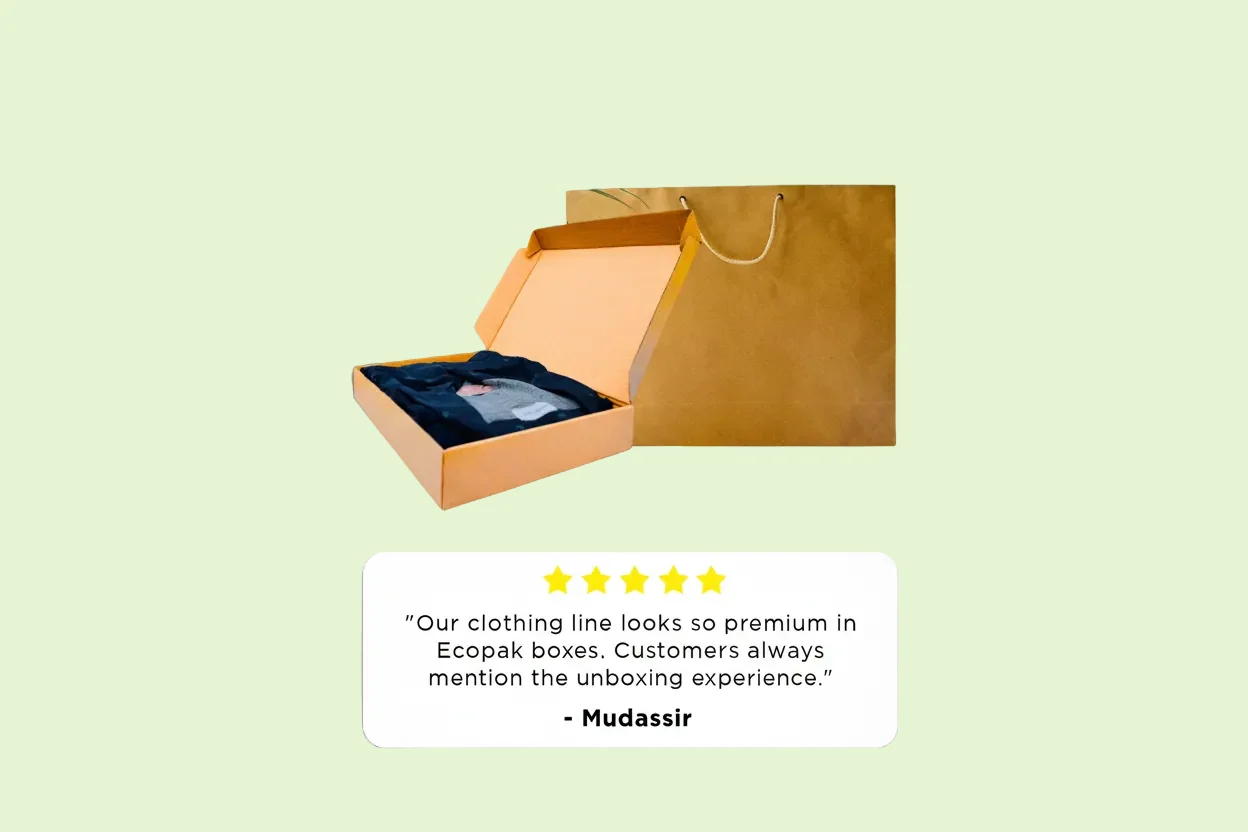 "Our clothing line looks so premium in
Ecopak boxes. Customers always
mention the unboxing experience."
- Mudassir